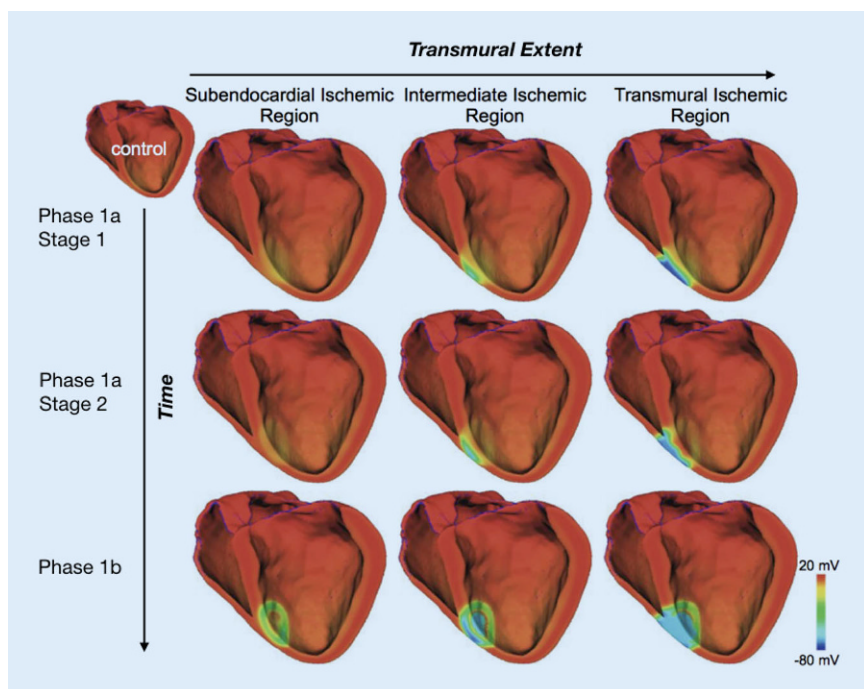 Transmural Extent
Subendocardial Ischemic Region
Intermediate Ischemic Region
Transmural Ischemic Region
control
Phase 1a
Stage 1
Phase 1a
Stage 2
Time
Phase 1b
20 mV
-80 mV